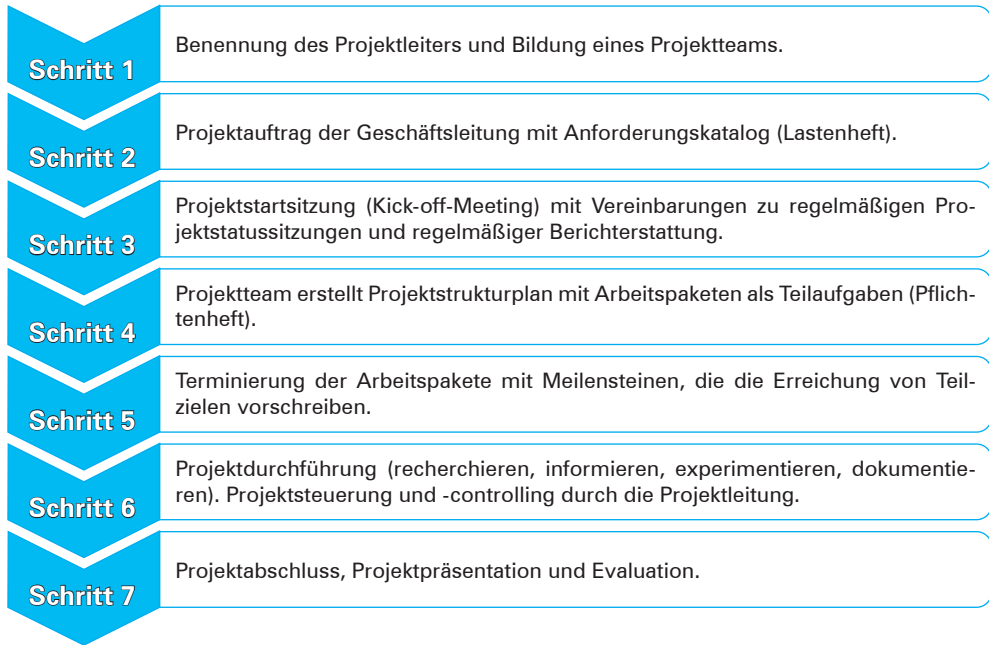 Schritt 1
Benennung des Projektleiters und Bildung eines Projektteams.
Schritt 2
Projektauftrag der Geschäftsleitung mit Anforderungskatalog (Lastenheft).
Schritt 3
Projektstartsitzung (Kick-off-Meeting) mit Vereinbarungen zu regelmäßigen Pro-
jektstatussitzungen und regelmäßiger Berichterstattung.
Schritt 4
Projektteam erstellt Projektstrukturplan mit Arbeitspaketen als Teilaufgaben (Pflich-
tenheft).
Schritt 5
Terminierung der Arbeitspakete mit Meilensteinen, die die Erreichung von Teil-
zielen vorschreiben.
Schritt 6
Projektdurchführung (recherchieren, informieren, experimentieren, dokumentie-
ren). Projektsteuerung und -controlling durch die Projektleitung.
Schritt 7
Projektabschluss, Projektpräsentation und Evaluation.